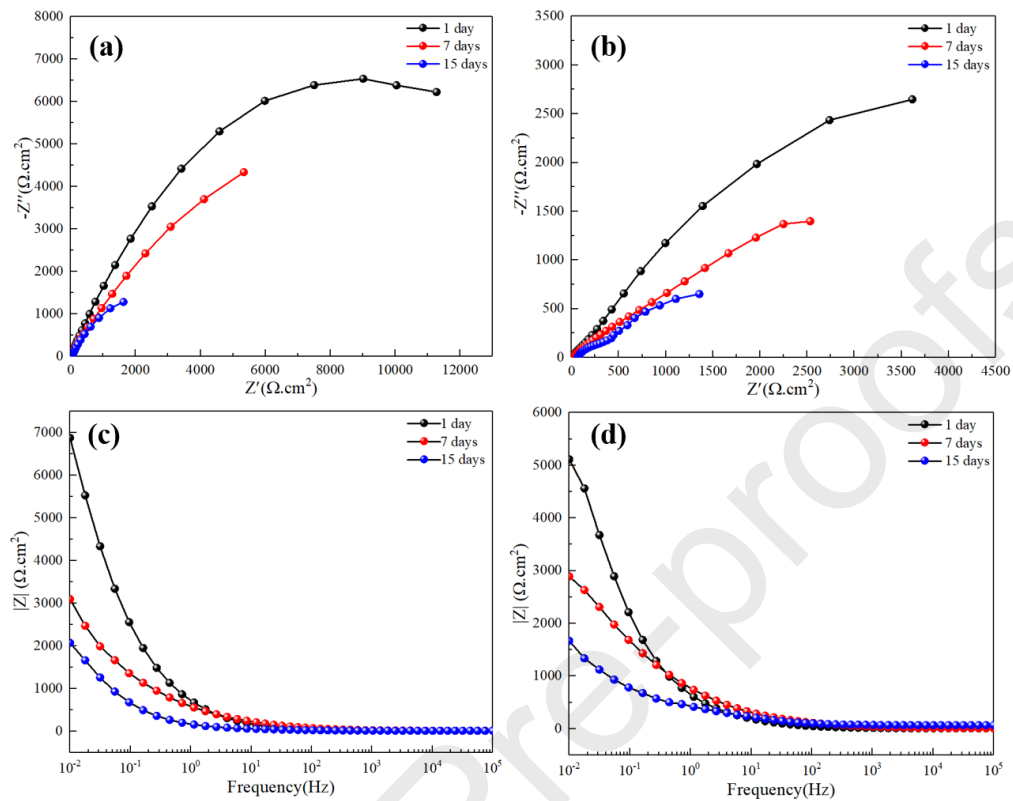 (a)
1 day
7 days
15 days
8000
7000
6000
5000
4000
3000
2000
1000
0
-Z''(Ω.cm²)
0 2000 4000 6000 8000 10000 12000
Z'(Ω.cm²)
(b)
1 day
7 days
15 days
3500
3000
2500
2000
1500
1000
500
0
-Z''(Ω.cm²)
0 500 1000 1500 2000 2500 3000 3500 4000 4500
Z'(Ω.cm²)
(c)
1 day
7 days
15 days
7000
6000
5000
4000
3000
2000
1000
0
|Z| (Ω.cm²)
10⁻² 10⁻¹ 10⁰ 10¹ 10² 10³ 10⁴ 10⁵
Frequency(Hz)
(d)
1 day
7 days
15 days
6000
5000
4000
3000
2000
1000
0
|Z| (Ω.cm²)
10⁻² 10⁻¹ 10⁰ 10¹ 10² 10³ 10⁴ 10⁵
Frequency(Hz)
Pre-proofs